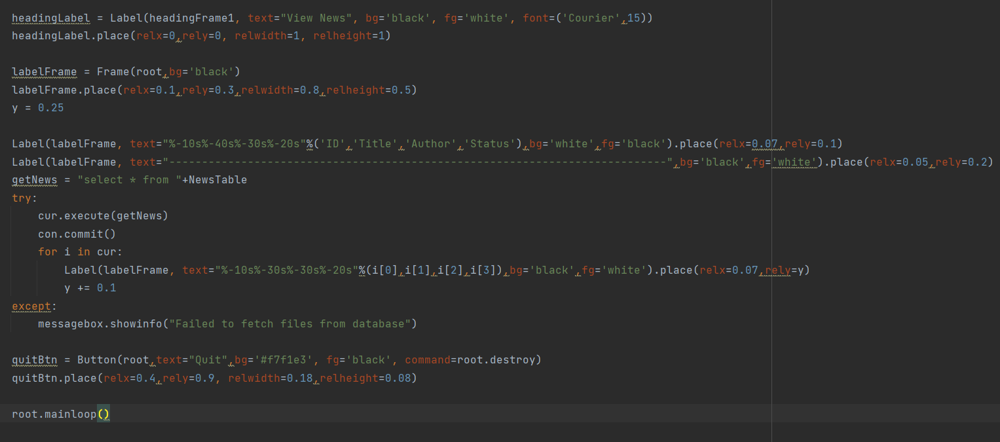 headingLabel = Label(headingFrame1, text="View News", bg='black', fg='white', font=('Courier',15))
headingLabel.place(relx=0,rely=0, relwidth=1, relheight=1)
labelFrame = Frame(root,bg='black')
labelFrame.place(relx=0.1,rely=0.3,relwidth=0.8,relheight=0.5)
y = 0.25
Label(labelFrame, text="%-10s%-40s%-30s%-20s"%('ID','Title','Author','Status'),bg='white',fg='black').place(relx=0.07,rely=0.1)
Label(labelFrame, text="----------------------------------------------------------------------------",bg='black',fg='white').place(relx=0.05,rely=0.2)
getNews = "select * from "+NewsTable
try:
    cur.execute(getNews)
    con.commit()
    for i in cur:
        Label(labelFrame, text="%-10s%-30s%-30s%-20s"%(i[0],i[1],i[2],i[3]),bg='black',fg='white').place(relx=0.07,rely=y)
        y += 0.1
except:
    messagebox.showinfo("Failed to fetch files from database")
quitBtn = Button(root,text="Quit",bg='#f7f1e3', fg='black', command=root.destroy)
quitBtn.place(relx=0.4,rely=0.9, relwidth=0.18,relheight=0.08)
root.mainloop()